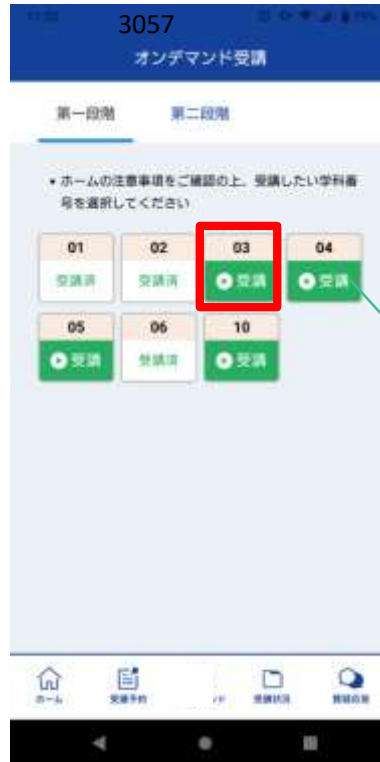 3057
オンデマンド受講
第一段階 第二段階
• ホームの注意事項をご確認の上、受講したい学科番
号を選択してください
01 02 03 04
受講済 受講済 受講 受講
05 06 10
受講 受講済 受講
ホーム 受講予約 ンド 受講状況